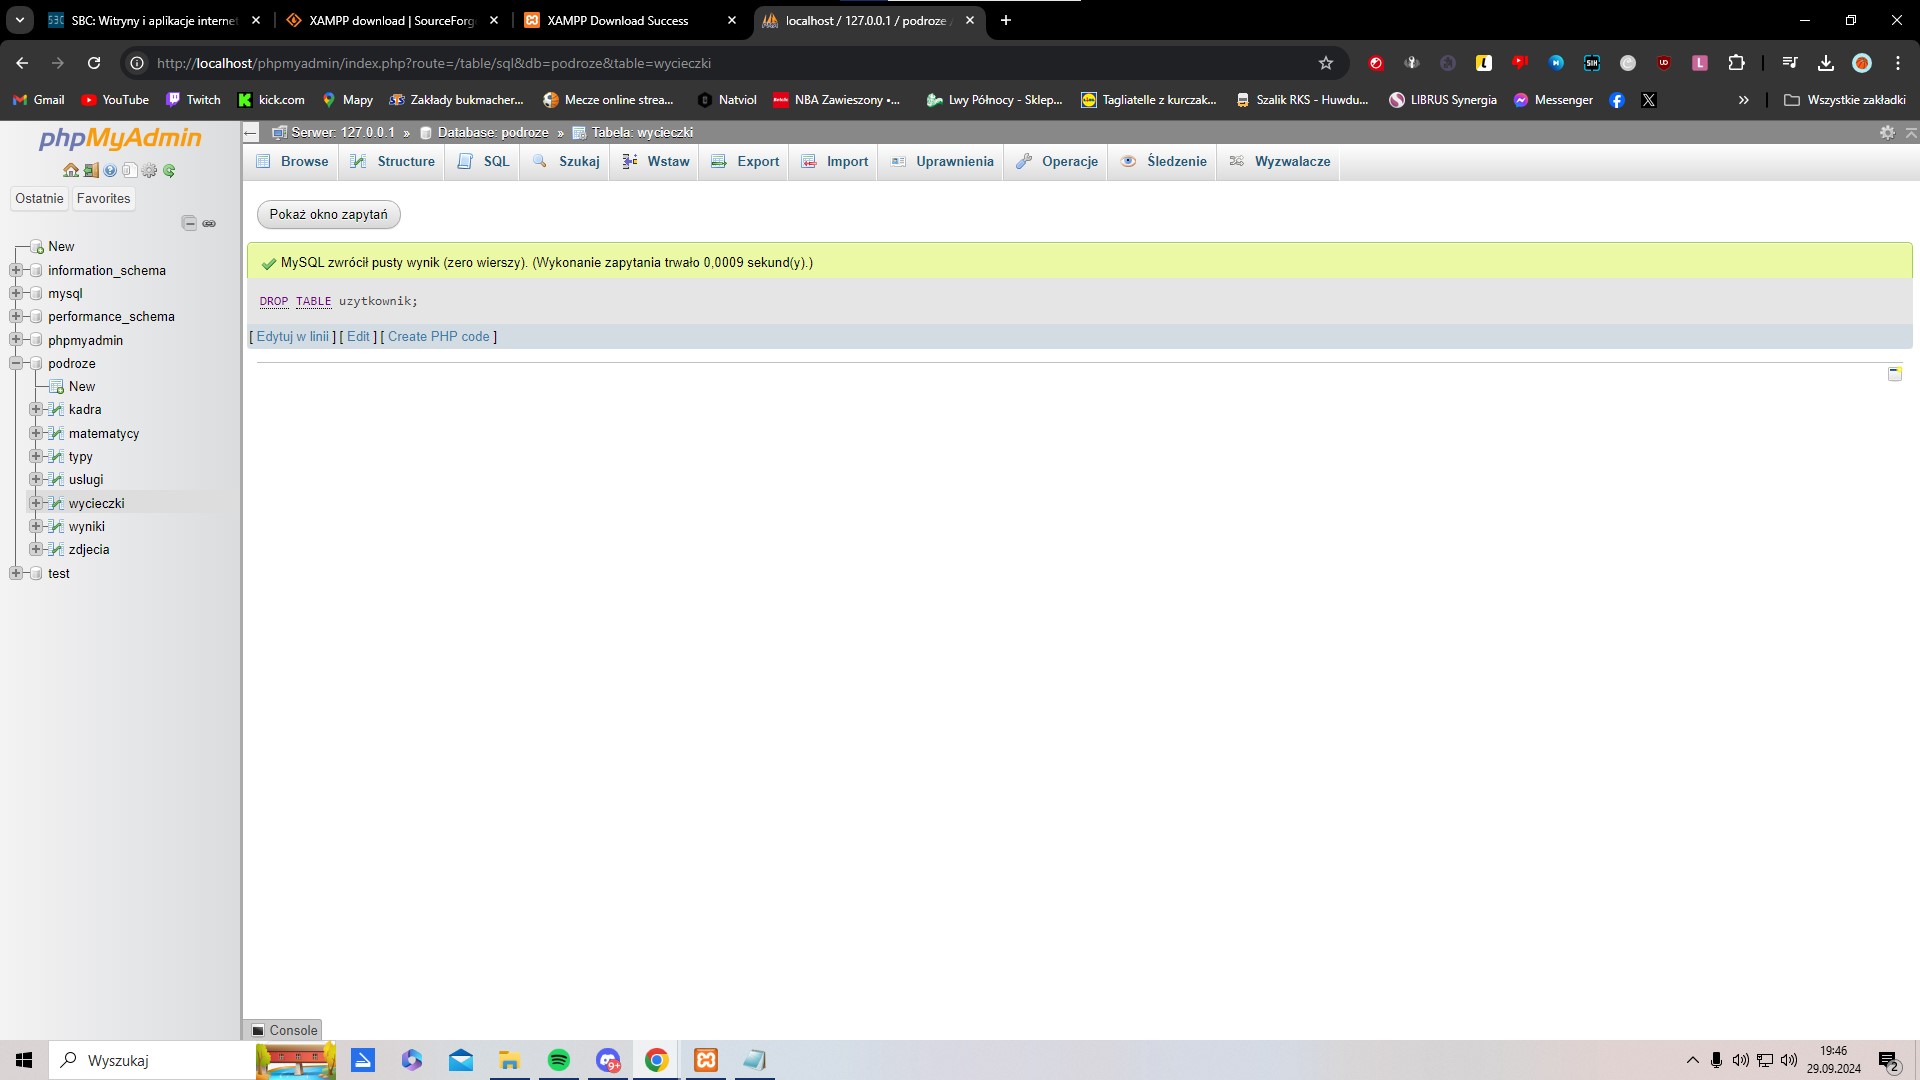 SBC: Witryny i aplikacje internet
XAMPP download | SourceForg
XAMPP Download Success
localhost / 127.0.0.1 / podroze /
http://localhost/phpmyadmin/index.php?route=/table/sql&db=podroze&table=wycieczki
Gmail YouTube Twitch kick.com Mapy Zakłady bukmacher... Mecze online strea... Natviol NBA Zawieszony •... Lwy Północy - Sklep... Tagliatelle z kurczak... Szalik RKS - Huwdu... LIBRUS Synergia Messenger » Wszystkie zakładki
phpMyAdmin
Ostatnie Favorites
New
information_schema
mysql
performance_schema
phpmyadmin
podroze
New
kadra
matematycy
typy
uslugi
wycieczki
wyniki
zdjecia
test
Serwer: 127.0.0.1 » Database: podroze » Tabela: wycieczki
Browse Structure SQL Szukaj Wstaw Export Import Uprawnienia Operacje Śledzenie Wyzwalacze
Pokaż okno zapytań
MySQL zwrócił pusty wynik (zero wierszy). (Wykonanie zapytania trwało 0,0009 sekund(y).)
DROP TABLE uzytkownik;
[ Edytuj w linii ] [ Edit ] [ Create PHP code ]
Console
Wyszukaj
9+
19:46
29.09.2024
2